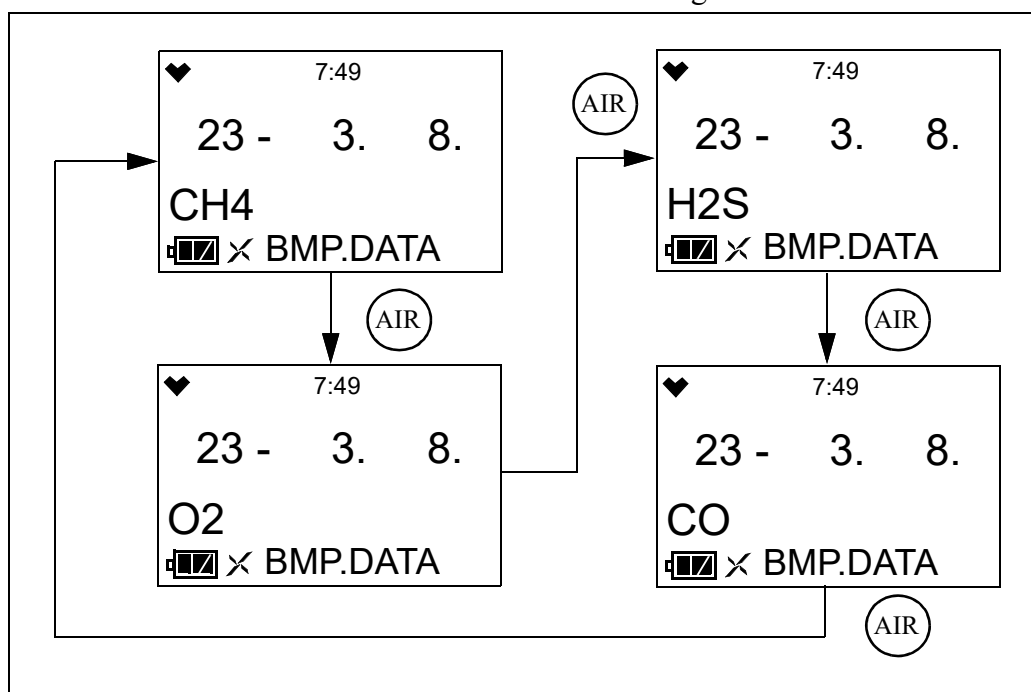 7:49
23 - 3. 8.
CH4
BMP.DATA
AIR
7:49
23 - 3. 8.
O2
BMP.DATA
AIR
7:49
23 - 3. 8.
H2S
BMP.DATA
AIR
7:49
23 - 3. 8.
CO
BMP.DATA
AIR